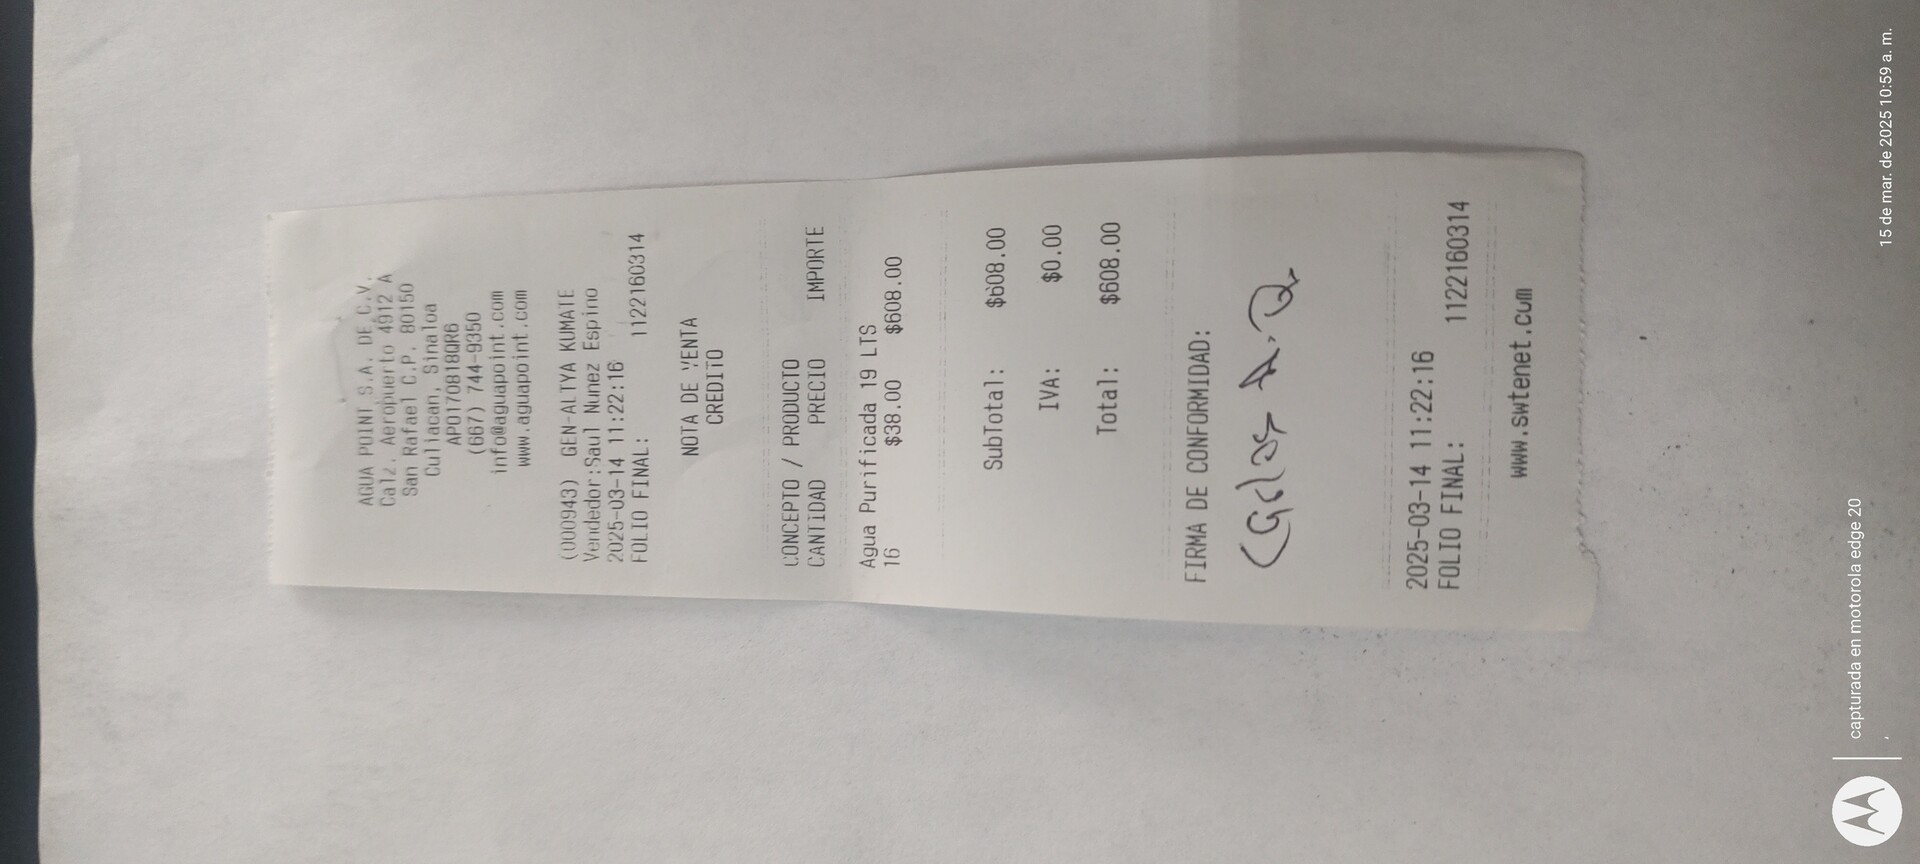 AGUA POINT S.A. DE C.V.
Calz. Aeropuerto 4912 A
San Rafael C.P. 80150
Culiacan, Sinaloa
APO170818QR6
(667) 744-9350
info@aguapoint.com
www.aguapoint.com
(000943) GEN-ALTYA KUMATE
Vendedor:Saul Nunez Espino
2025-03-14 11:22:16
FOLIO FINAL: 1122160314
NOTA DE VENTA
CREDITO
CONCEPTO / PRODUCTO
CANTIDAD PRECIO IMPORTE
Agua Purificada 19 LTS
16 $38.00 $608.00
SubTotal: $608.00
IVA: $0.00
Total: $608.00
FIRMA DE CONFORMIDAD:
2025-03-14 11:22:16
FOLIO FINAL: 1122160314
www.swtenet.com
capturada en motorola edge 20
15 de mar. de 2025 10:59 a. m.